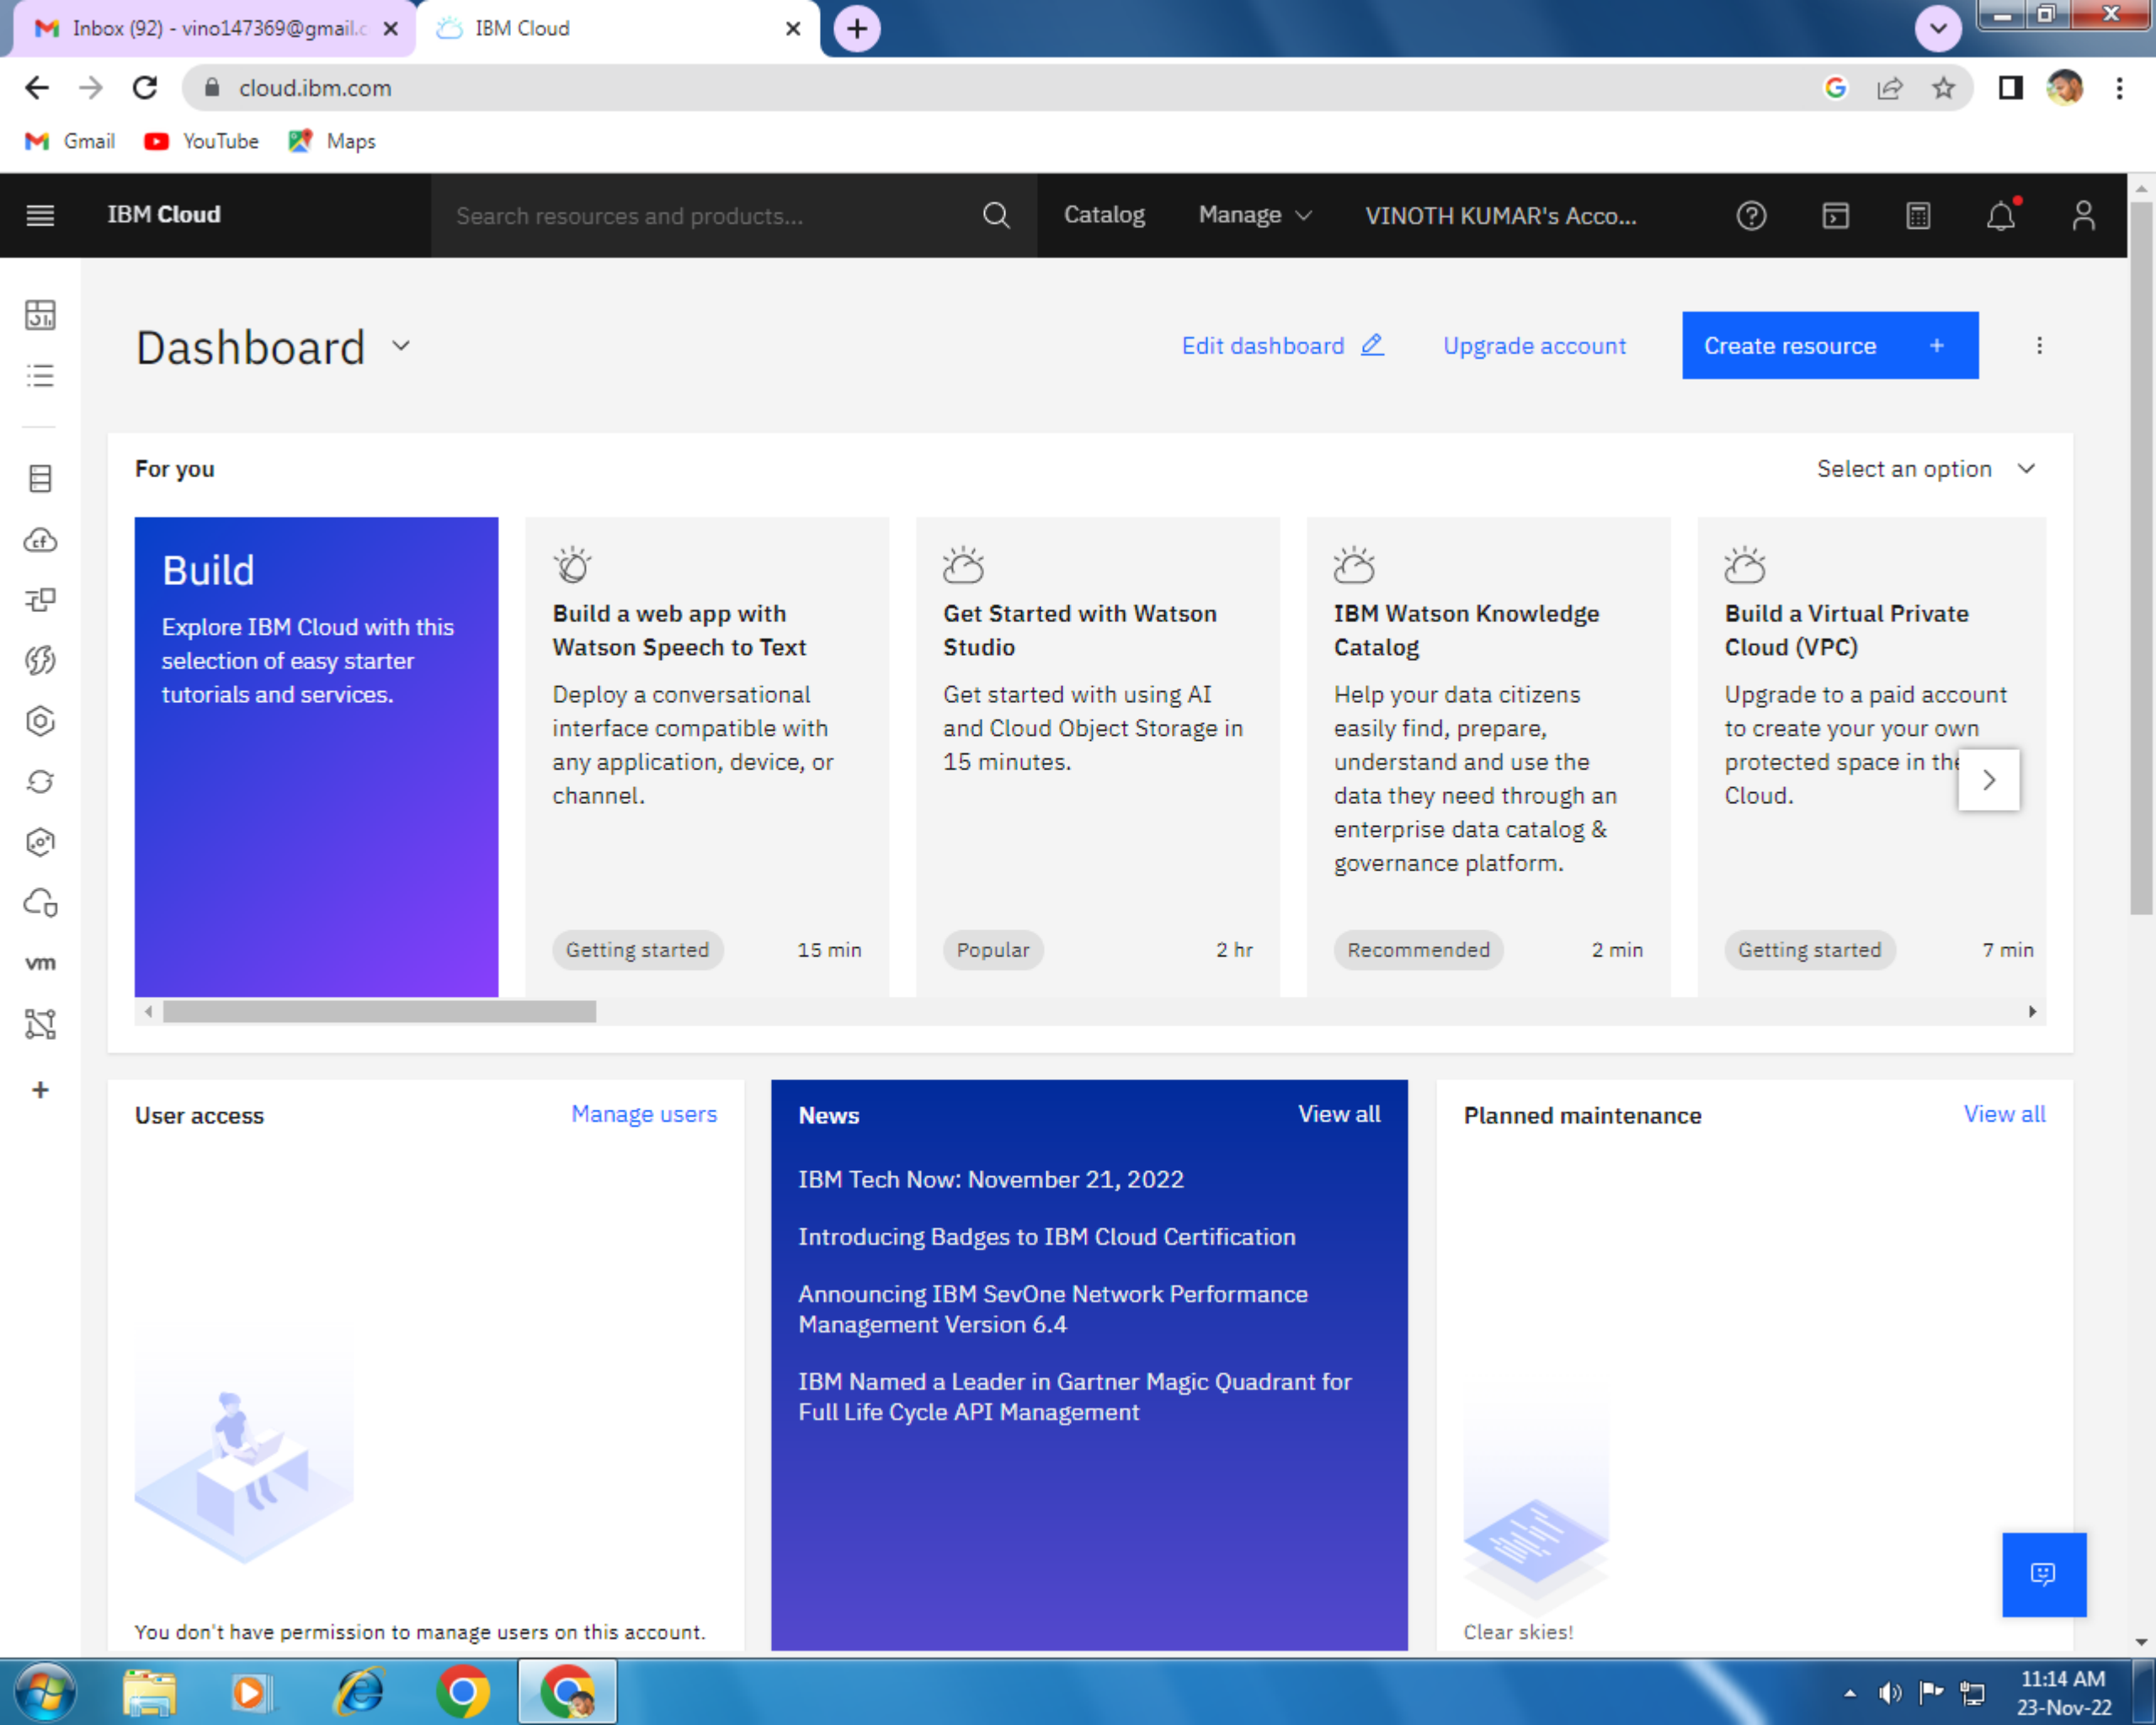 Inbox (92) - vino147369@gmail.c
IBM Cloud
cloud.ibm.com
Gmail
YouTube
Maps
IBM Cloud
Search resources and products...
Catalog
Manage
VINOTH KUMAR's Acco...
Dashboard
Edit dashboard
Upgrade account
Create resource +
For you
Select an option
Build
Explore IBM Cloud with this
selection of easy starter
tutorials and services.
Build a web app with
Watson Speech to Text
Deploy a conversational
interface compatible with
any application, device, or
channel.
Getting started 15 min
Get Started with Watson
Studio
Get started with using AI
and Cloud Object Storage in
15 minutes.
Popular 2 hr
IBM Watson Knowledge
Catalog
Help your data citizens
easily find, prepare,
understand and use the
data they need through an
enterprise data catalog &
governance platform.
Recommended 2 min
Build a Virtual Private
Cloud (VPC)
Upgrade to a paid account
to create your your own
protected space in the
Cloud.
Getting started 7 min
cf
vm
User access
Manage users
You don't have permission to manage users on this account.
News
View all
IBM Tech Now: November 21, 2022
Introducing Badges to IBM Cloud Certification
Announcing IBM SevOne Network Performance
Management Version 6.4
IBM Named a Leader in Gartner Magic Quadrant for
Full Life Cycle API Management
Planned maintenance
View all
Clear skies!
11:14 AM
23-Nov-22